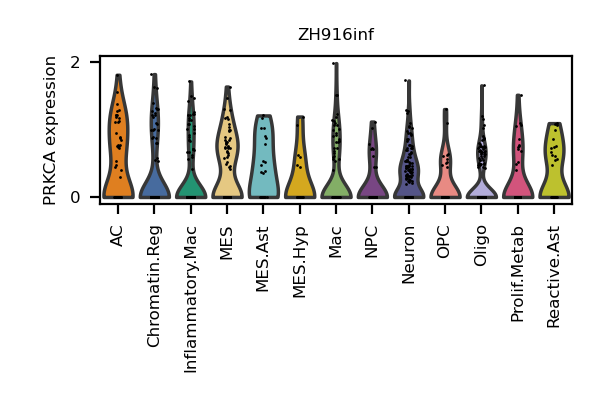 ZH916inf
PRKCA expression
2
0
AC
Chromatin.Reg
Inflammatory.Mac
MES
MES.Ast
MES.Hyp
Mac
NPC
Neuron
OPC
Oligo
Prolif.Metab
Reactive.Ast